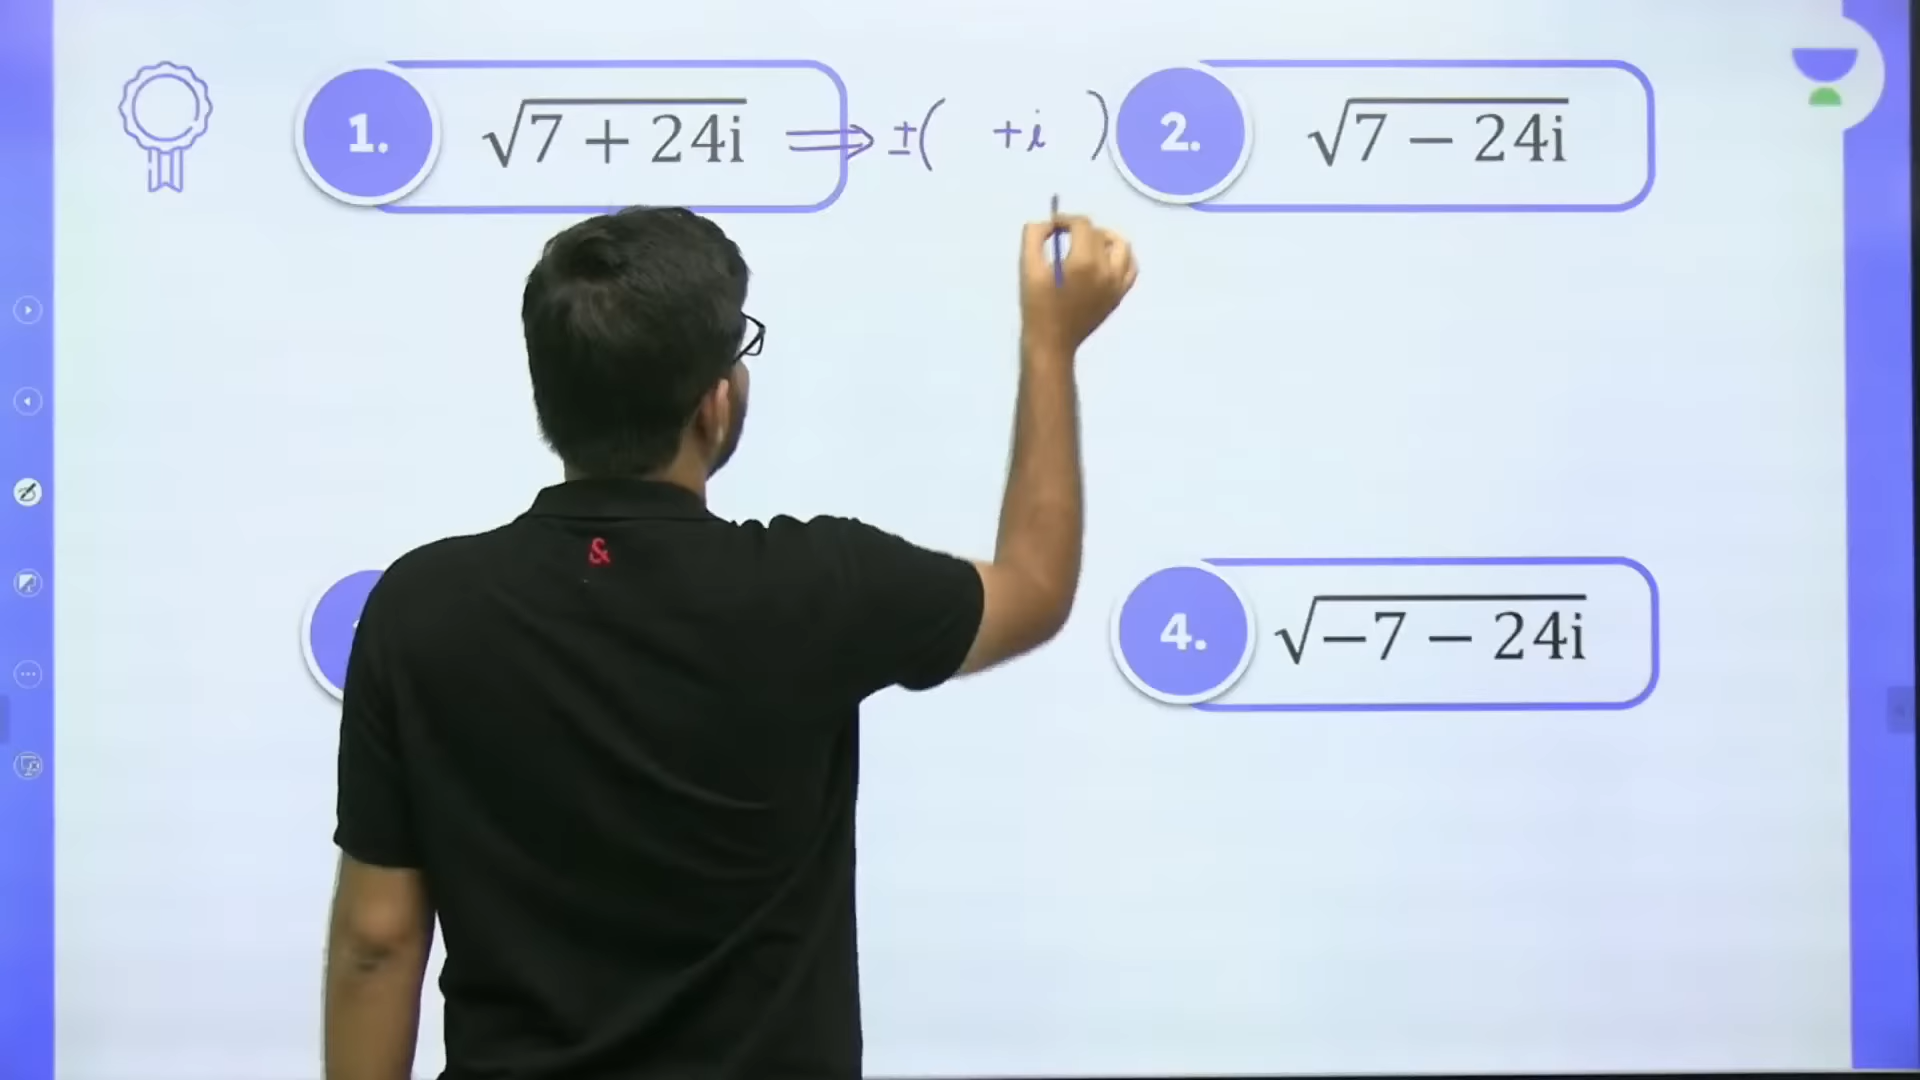 1. √7 + 24i ⟹ ±( +i )
2. √7 − 24i
&
4. √−7 − 24i